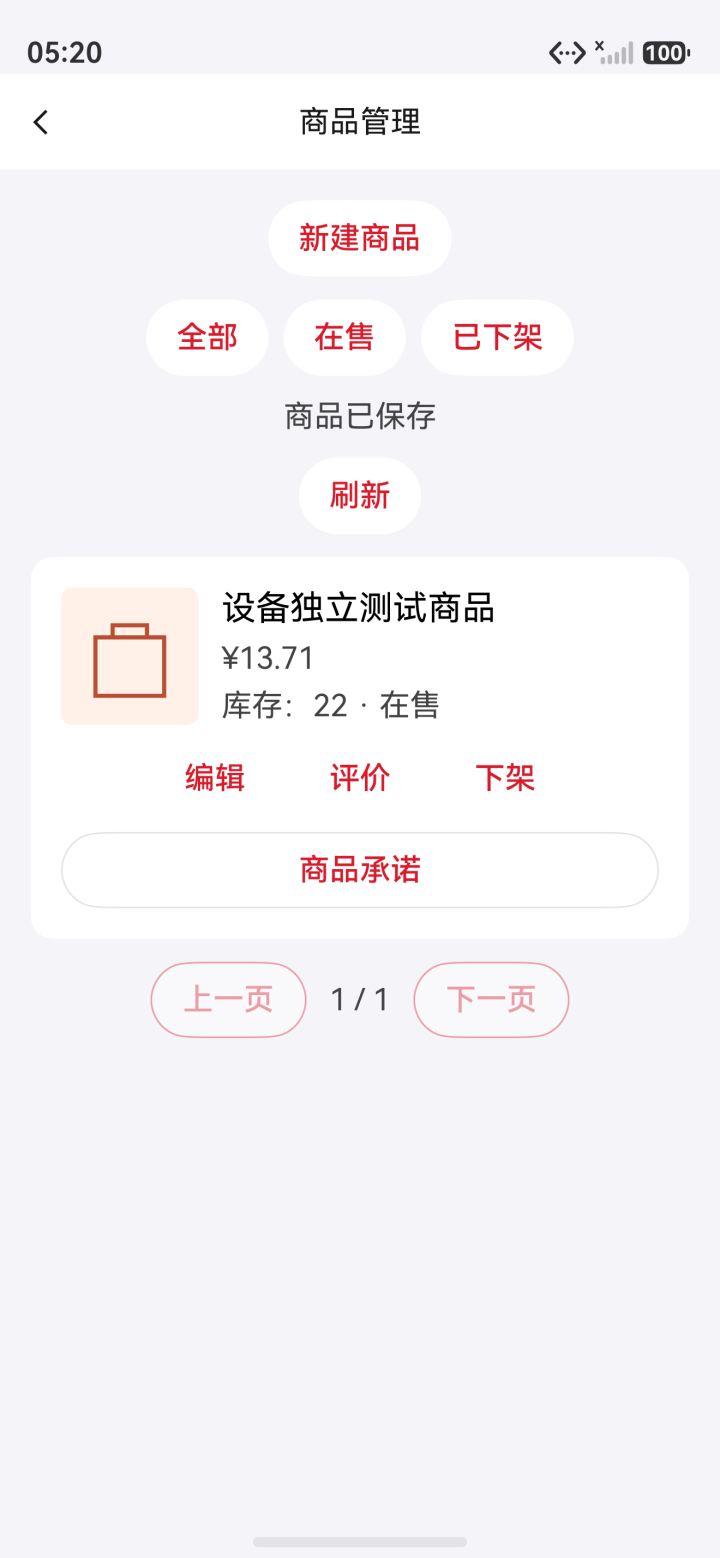 05:20
100
商品管理
新建商品
全部 在售 已下架
商品已保存
刷新
设备独立测试商品
¥13.71
库存：22 · 在售
编辑 评价 下架
商品承诺
上一页 1 / 1 下一页